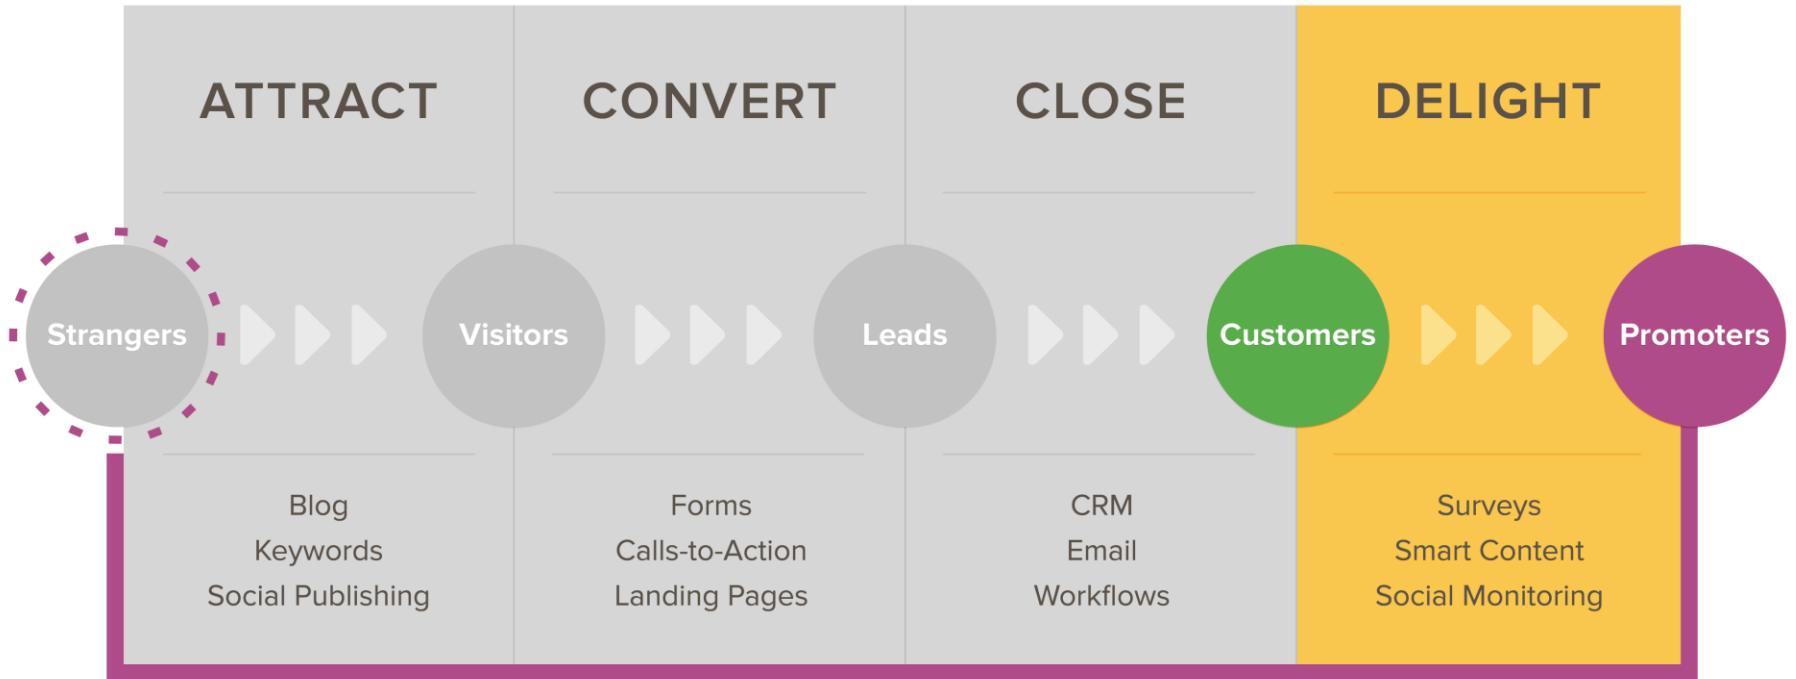 ATTRACT
CONVERT
CLOSE
DELIGHT
Strangers
Visitors
Leads
Customers
Promoters
Blog
Keywords
Social Publishing
Forms
Calls-to-Action
Landing Pages
CRM
Email
Workflows
Surveys
Smart Content
Social Monitoring